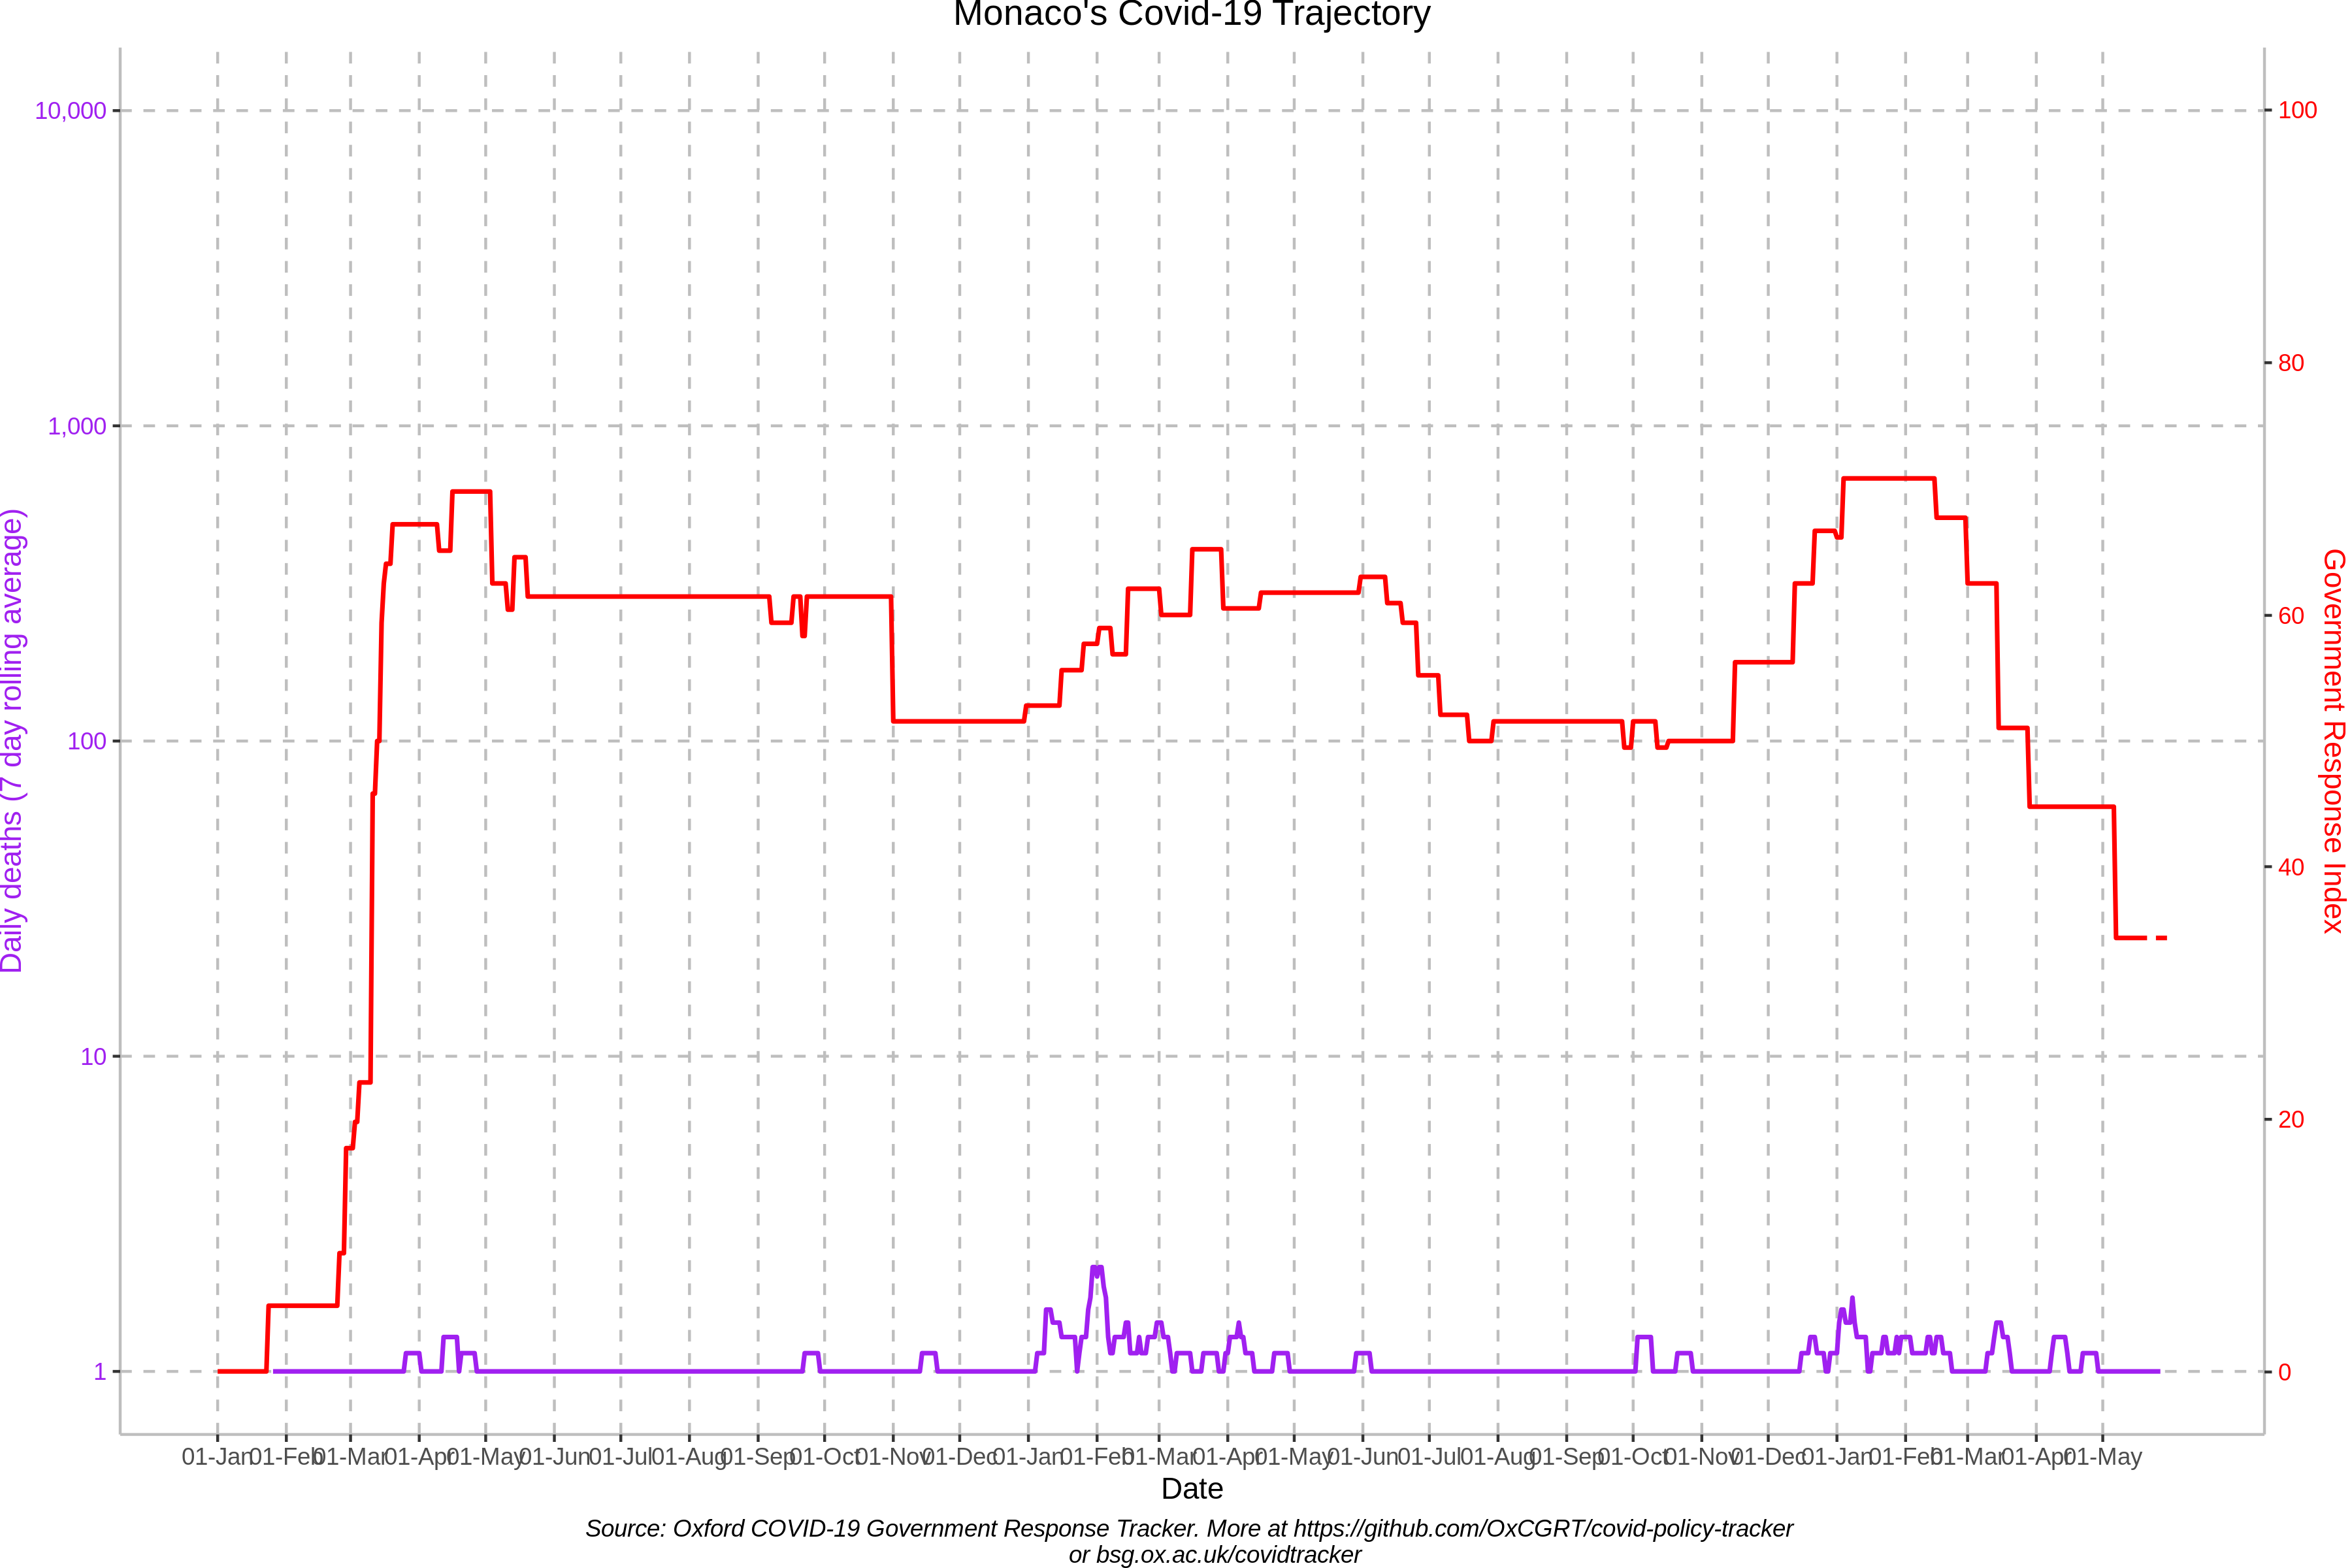 Monaco's Covid-19 Trajectory
10,000
1,000
100
10
1
Daily deaths (7 day rolling average)
100
80
60
40
20
0
Government Response Index
01-Jan 01-Feb 01-Mar 01-Apr 01-May 01-Jun 01-Jul 01-Aug 01-Sep 01-Oct 01-Nov 01-Dec 01-Jan 01-Feb 01-Mar 01-Apr 01-May 01-Jun 01-Jul 01-Aug 01-Sep 01-Oct 01-Nov 01-Dec 01-Jan 01-Feb 01-Mar 01-Apr 01-May
Date
Source: Oxford COVID-19 Government Response Tracker. More at https://github.com/OxCGRT/covid-policy-tracker
or bsg.ox.ac.uk/covidtracker